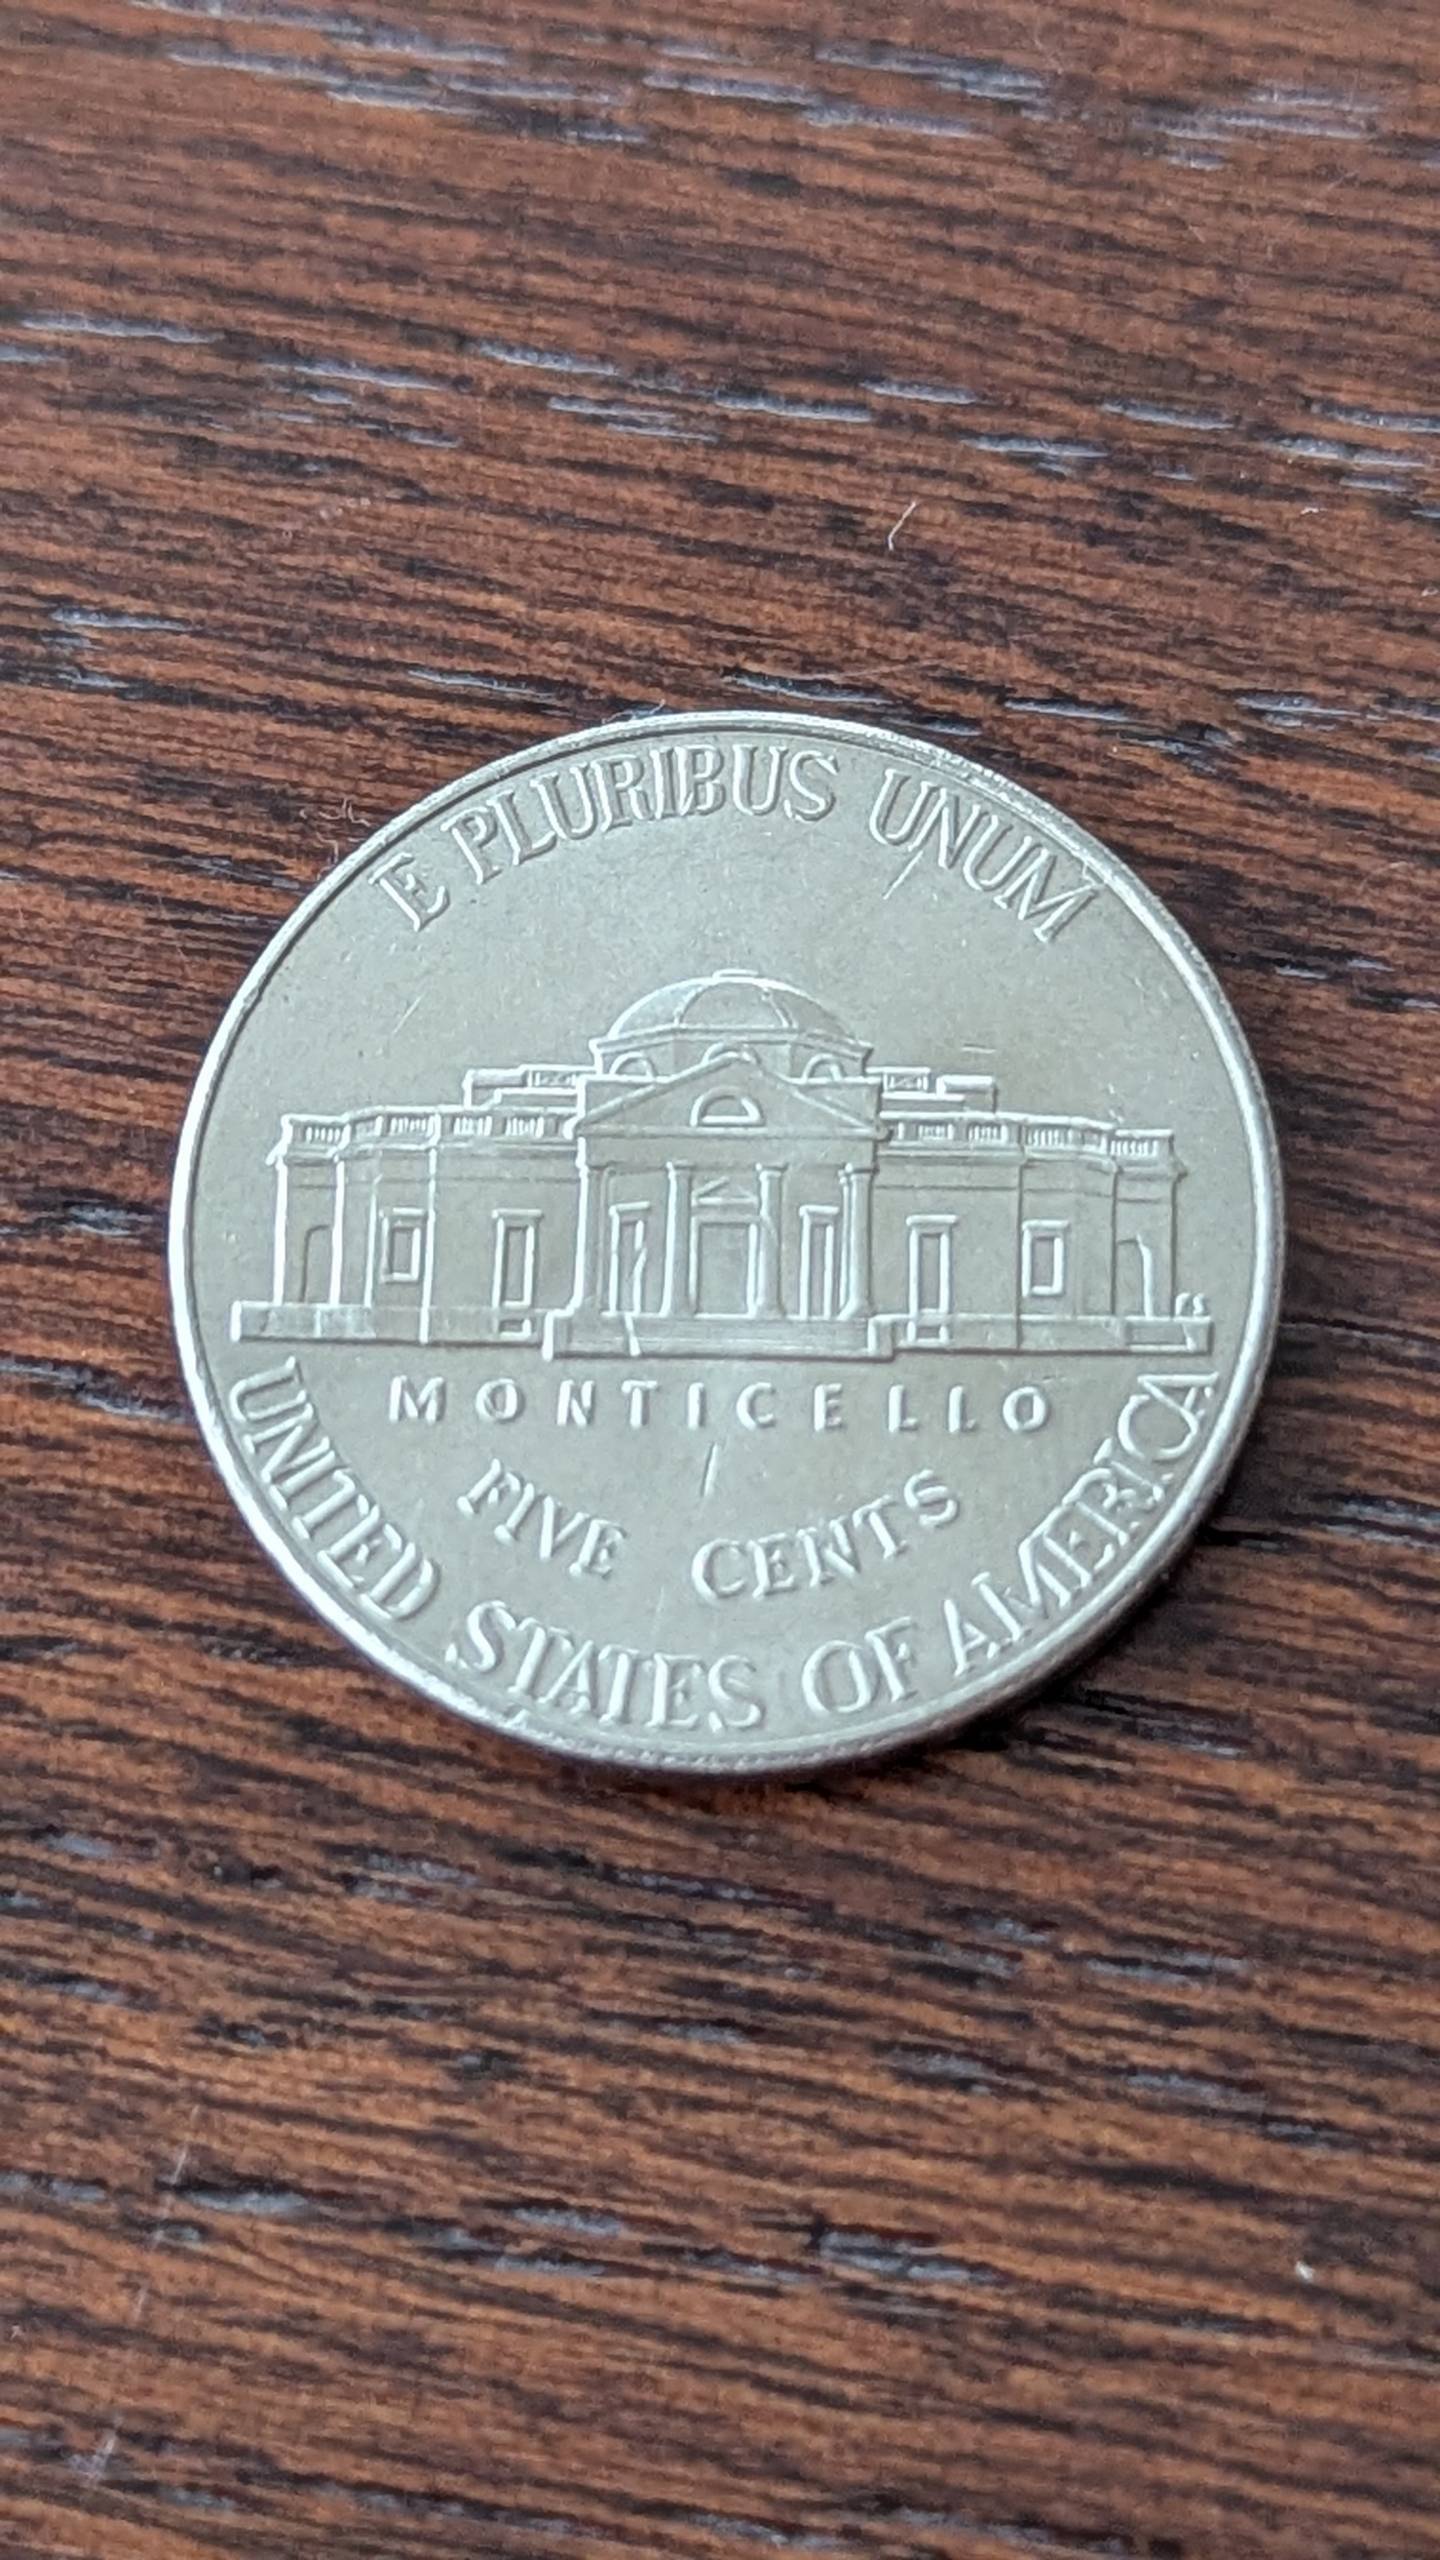 E PLURIBUS UNUM
MONTICELLO
FIVE CENTS
UNITED STATES OF AMERICA